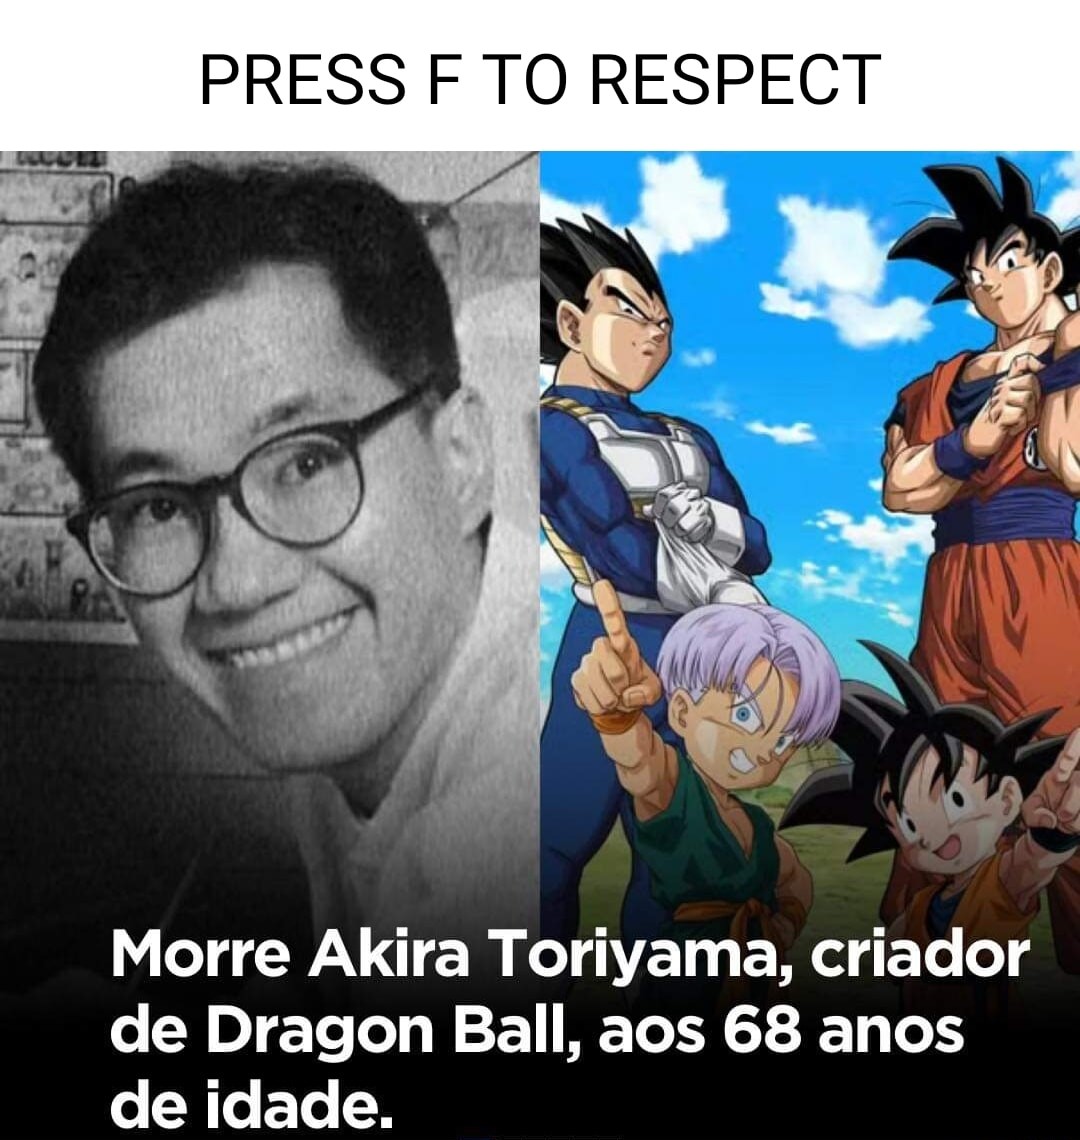 PRESS F TO RESPECT
Morre Akira Toriyama, criador
de Dragon Ball, aos 68 anos
de idade.